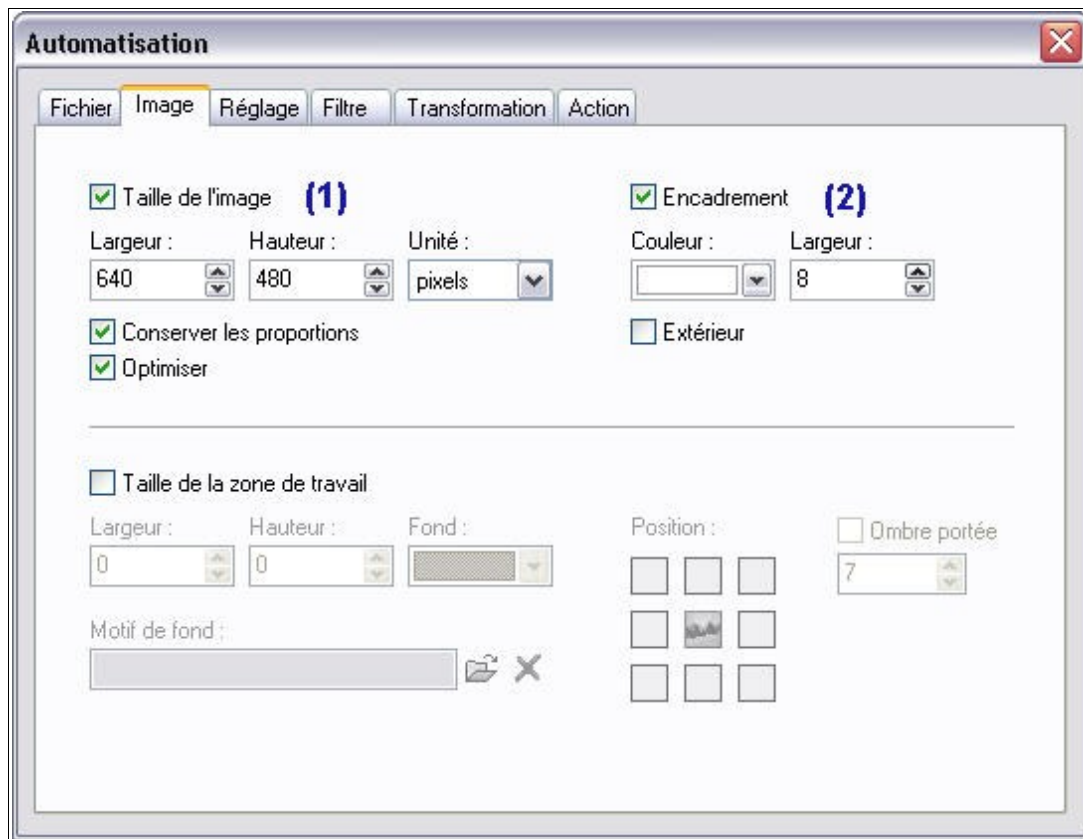 Automatisation
Fichier Image Réglage Filtre Transformation Action
Taille de l'image (1)
Largeur : Hauteur : Unité :
640 480 pixels
Conserver les proportions
Optimiser
Encadrement (2)
Couleur : Largeur :
8
Extérieur
Taille de la zone de travail
Largeur : Hauteur : Fond :
0 0
Motif de fond :
Position :
Ombre portée
7